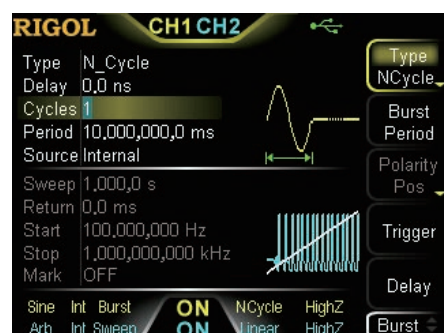 RIGOL CH1 CH2
Type N_Cycle
Delay 0.0 ns
Cycles 1
Period 10.000,000,0 ms
Source Internal
Sweep 1.000,0 s
Return 0.0 ms
Start 100.000,000 Hz
Stop 1.000,000,000 kHz
Mark OFF
Sine Int Burst ON NCycle HighZ
Arb Int Sweep ON Linear HighZ
Type
NCycle
Burst
Period
Polarity
Pos
Trigger
Delay
Burst